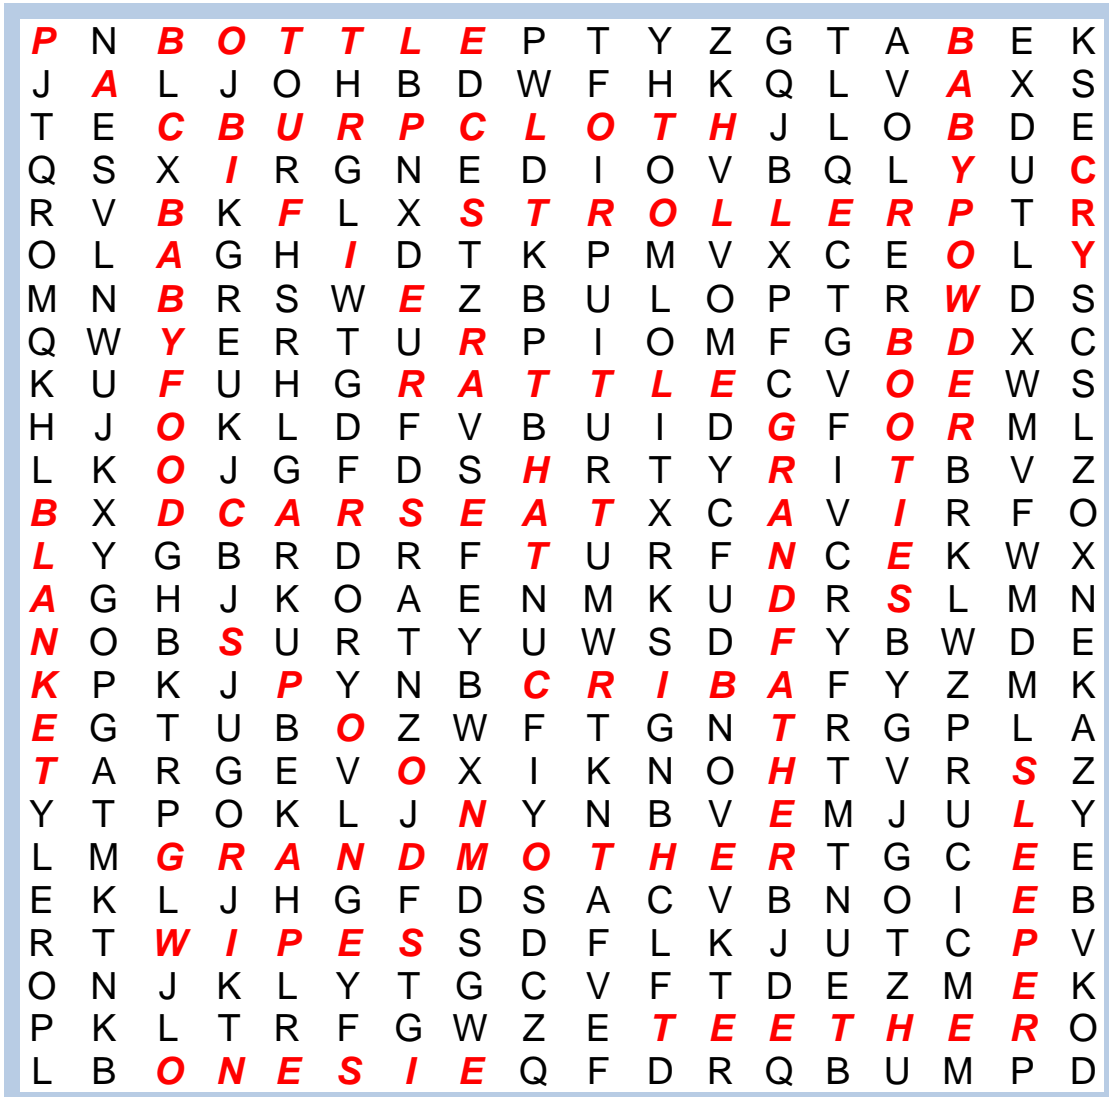 P N B O T T L E P T Y Z G T A B E K
J A L J O H B D W F H K Q L V A X S
T E C B U R P C L O T H J L O B D E
Q S X I R G N E D I O V B Q L Y U C
R V B K F L X S T R O L L E R P T R
O L A G H I D T K P M V X C E O L Y
M N B R S W E Z B U L O P T R W D S
Q W Y E R T U R P I O M F G B D X C
K U F U H G R A T T L E C V O E W S
H J O K L D F V B U I D G F O R M L
L K O J G F D S H R T Y R I T B V Z
B X D C A R S E A T X C A V I R F O
L Y G B R D R F T U R F N C E K W X
A G H J K O A E N M K U D R S L M N
N O B S U R T Y U W S D F Y B W D E
K P K J P Y N B C R I B A F Y Z M K
E G T U B O Z W F T G N T R G P L A
T A R G E V O X I K N O H T V R S Z
Y T P O K L J N Y N B V E M J U L Y
L M G R A N D M O T H E R T G C E E
E K L J H G F D S A C V B N O I E B
R T W I P E S S D F L K J U T C P V
O N J K L Y T G C V F T D E Z M E K
P K L T R F G W Z E T E E T H E R O
L B O N E S I E Q F D R Q B U M P D